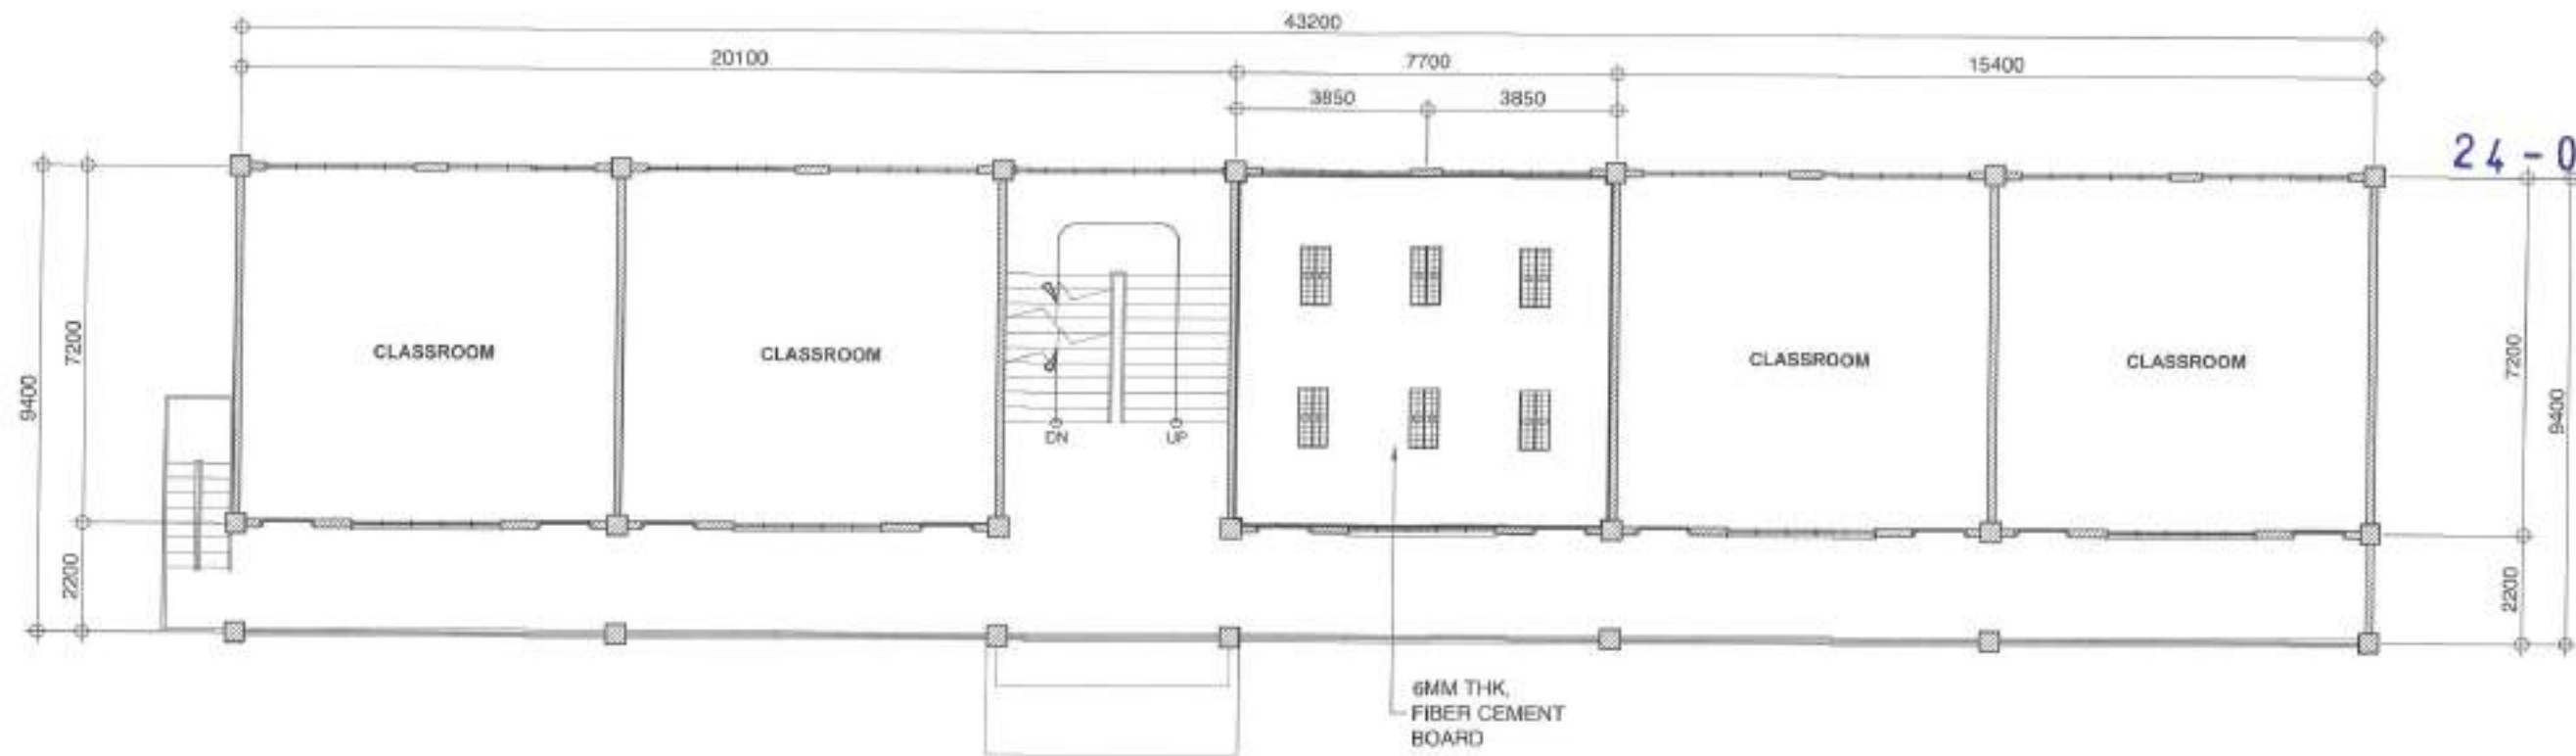 43200
20100
7700
15400
3850
3850
24-0
9400
7200
2200
CLASSROOM
CLASSROOM
CLASSROOM
CLASSROOM
DN
UP
7200
9400
2200
6MM THK,
FIBER CEMENT
BOARD